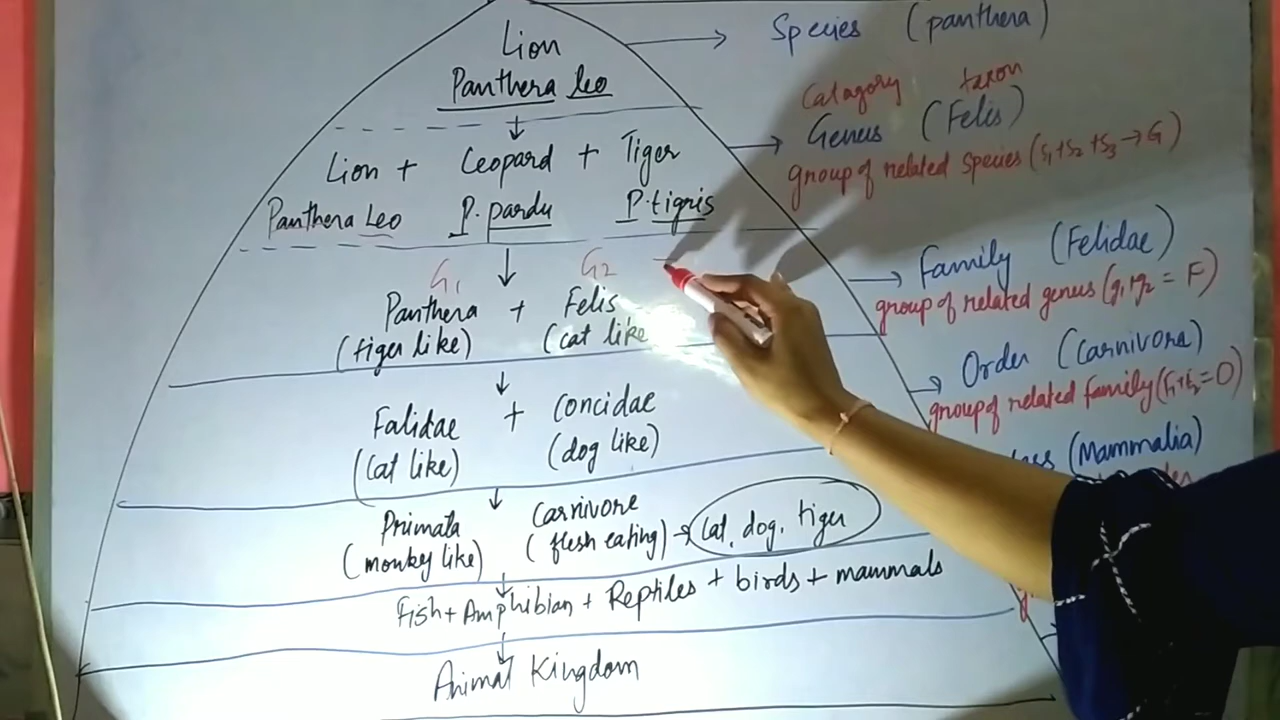 Lion
Panthera leo
Species (panthera)
Catagory taxon
Genus (Felis)
group of related species (S1+S2+S3→G)
Lion + Leopard + Tiger
Panthera Leo P. pardu P. tigris
Family (Felidae)
group of related genus (g1+g2 = F)
G1 G2
Panthera + Felis
(tiger like) (cat like
Order (Carnivora)
group of related family (F1+F2=O)
Falidae + Concidae
(cat like) (dog like)
(Mammalia)
Primata Carnivore
(monkey like) (flesh eating) → Cat, dog, tiger
Fish + Amphibian + Reptiles + birds + mammals
Animal Kingdom